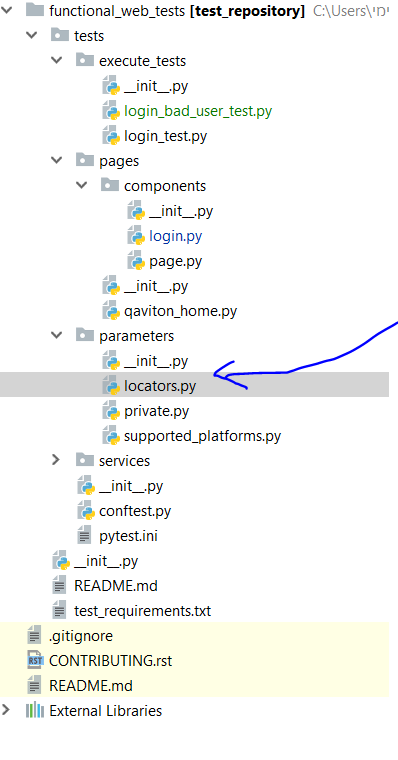 functional_web_tests [test_repository] C:\Users\ימי
tests
execute_tests
__init__.py
login_bad_user_test.py
login_test.py
pages
components
__init__.py
login.py
page.py
__init__.py
qaviton_home.py
parameters
__init__.py
locators.py
private.py
supported_platforms.py
services
__init__.py
conftest.py
pytest.ini
__init__.py
README.md
test_requirements.txt
.gitignore
RST CONTRIBUTING.rst
README.md
External Libraries